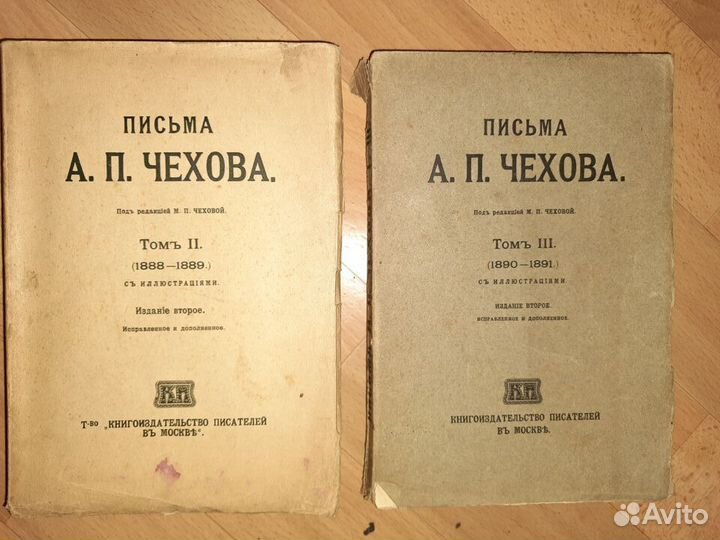 ПИСЬМА
А. П. ЧЕХОВА.
Подъ редакціей М. П. ЧЕХОВОЙ.
Томъ II.
(1888—1889.)
СЪ ИЛЛЮСТРАЦІЯМИ.
Изданіе второе.
Исправленное и дополненное.
КП
Т-во „КНИГОИЗДАТЕЛЬСТВО ПИСАТЕЛЕЙ
ВЪ МОСКВѢ“.
ПИСЬМА
А. П. ЧЕХОВА.
Подъ редакціей М. П. ЧЕХОВОЙ.
Томъ III.
(1890—1891.)
СЪ ИЛЛЮСТРАЦІЯМИ
ИЗДАНІЕ ВТОРОЕ.
ИСПРАВЛЕННОЕ И ДОПОЛНЕННОЕ.
КП
КНИГОИЗДАТЕЛЬСТВО ПИСАТЕЛЕЙ
ВЪ МОСКВѢ.
Avito